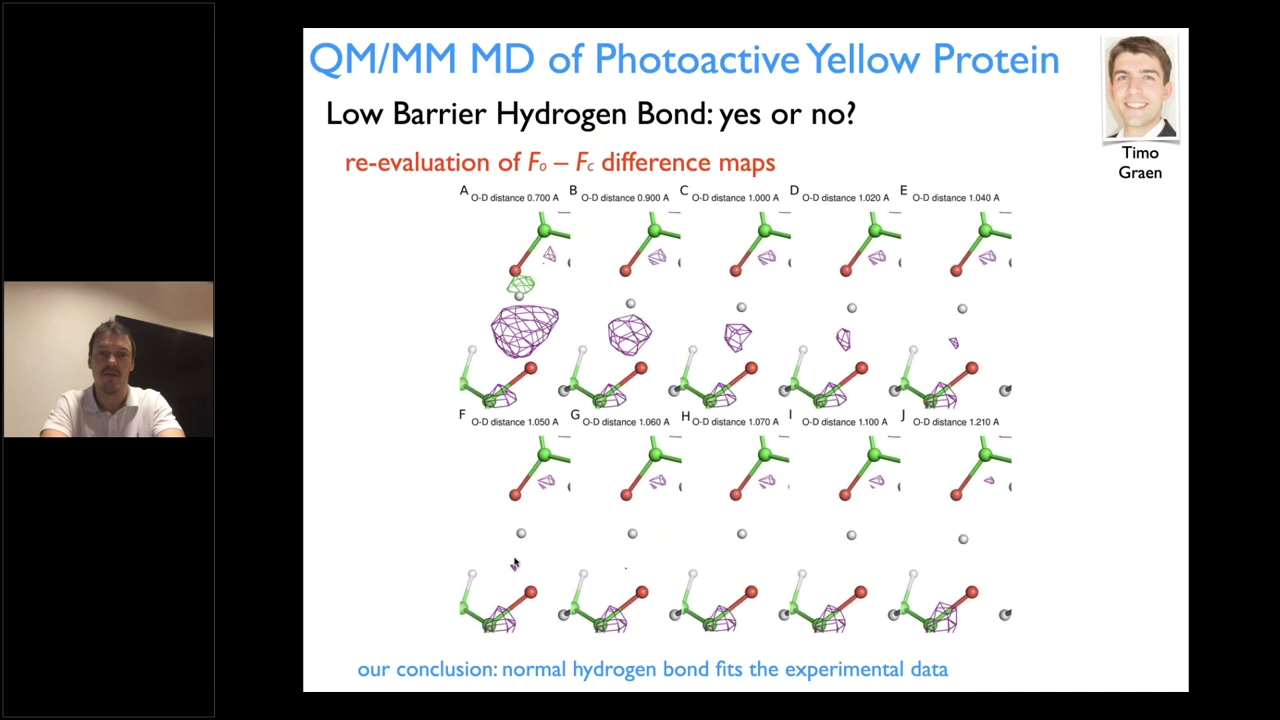 QM/MM MD of Photoactive Yellow Protein
Low Barrier Hydrogen Bond: yes or no?
re-evaluation of Fo – Fc difference maps
Timo
Graen
A O-D distance 0.700 A
B O-D distance 0.900 A
C O-D distance 1.000 A
D O-D distance 1.020 A
E O-D distance 1.040 A
F O-D distance 1.050 A
G O-D distance 1.060 A
H O-D distance 1.070 A
I O-D distance 1.100 A
J O-D distance 1.210 A
our conclusion: normal hydrogen bond fits the experimental data